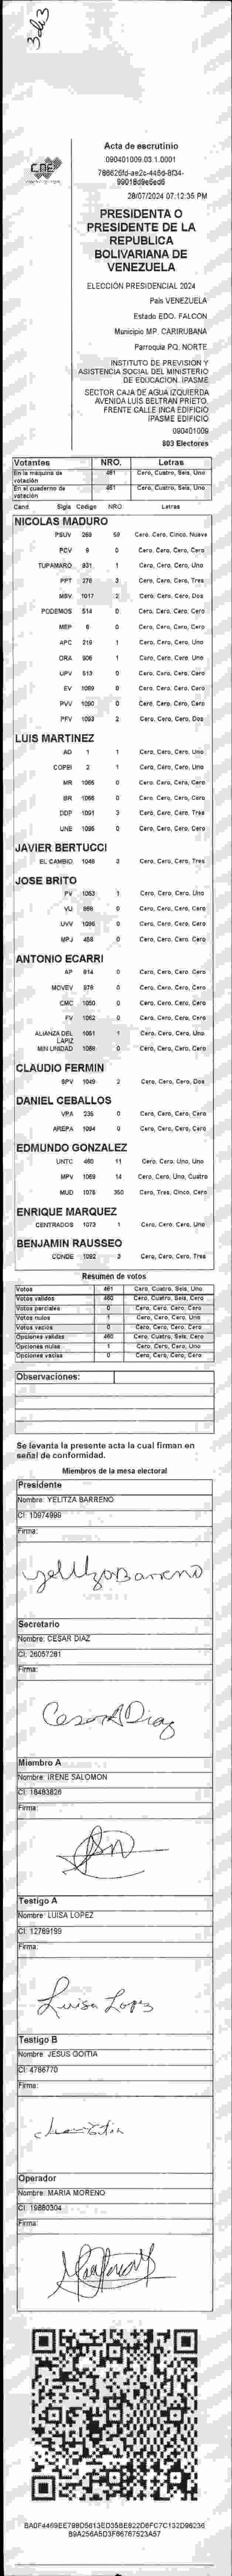 3 de 3
Acta de escrutinio
090401009.03.1.0001
28/07/2024 07:12:35 PM
CNE
PRESIDENTA O
PRESIDENTE DE LA
REPUBLICA
BOLIVARIANA DE
VENEZUELA
ELECCIÓN PRESIDENCIAL 2024
País VENEZUELA
Estado EDO. FALCON
Municipio MP. CARIRUBANA
Parroquia PQ. NORTE
INSTITUTO DE PREVISION Y
ASISTENCIA SOCIAL DEL MINISTERIO
DE EDUCACION. IPASME
SECTOR CAJA DE AGUA IZQUIERDA
AVENIDA LUIS BELTRAN PRIETO.
FRENTE CALLE INCA EDIFICIO
IPASME EDIFICIO
090401009
803 Electores
Votantes NRO. Letras
En la máquina de votación 461 Cero, Cuatro, Seis, Uno
En el cuaderno de votación 461 Cero, Cuatro, Seis, Uno
Cand. Sigla Código NRO Letras
NICOLAS MADURO
PSUV 269 59 Cero, Cero, Cinco, Nueve
PCV 9 0 Cero, Cero, Cero, Cero
TUPAMARO 931 1 Cero, Cero, Cero, Uno
PPT 276 3 Cero, Cero, Cero, Tres
MSV 1017 2 Cero, Cero, Cero, Dos
PODEMOS 514 0 Cero, Cero, Cero, Cero
MEP 6 0 Cero, Cero, Cero, Cero
APC 219 1 Cero, Cero, Cero, Uno
ORA 906 1 Cero, Cero, Cero, Uno
UPV 513 0 Cero, Cero, Cero, Cero
EV 1089 0 Cero, Cero, Cero, Cero
PVV 1090 0 Cero, Cero, Cero, Cero
PFV 1093 2 Cero, Cero, Cero, Dos
LUIS MARTINEZ
AD 1 1 Cero, Cero, Cero, Uno
COPEI 2 1 Cero, Cero, Cero, Uno
MR 1065 0 Cero, Cero, Cero, Cero
BR 1066 0 Cero, Cero, Cero, Cero
DDP 1091 3 Cero, Cero, Cero, Tres
UNE 1095 0 Cero, Cero, Cero, Cero
JAVIER BERTUCCI
EL CAMBIO 1048 3 Cero, Cero, Cero, Tres
JOSE BRITO
PV 1053 1 Cero, Cero, Cero, Uno
VU 868 0 Cero, Cero, Cero, Cero
UVV 1096 0 Cero, Cero, Cero, Cero
MPJ 458 0 Cero, Cero, Cero, Cero
ANTONIO ECARRI
AP 814 0 Cero, Cero, Cero, Cero
MOVEV 978 0 Cero, Cero, Cero, Cero
CMC 1050 0 Cero, Cero, Cero, Cero
FV 1062 0 Cero, Cero, Cero, Cero
ALIANZA DEL LAPIZ 1051 1 Cero, Cero, Cero, Uno
MIN UNIDAD 1088 0 Cero, Cero, Cero, Cero
CLAUDIO FERMIN
SPV 1049 2 Cero, Cero, Cero, Dos
DANIEL CEBALLOS
VPA 235 0 Cero, Cero, Cero, Cero
AREPA 1094 0 Cero, Cero, Cero, Cero
EDMUNDO GONZALEZ
UNTC 460 11 Cero, Cero, Uno, Uno
MPV 1069 14 Cero, Cero, Uno, Cuatro
MUD 1076 350 Cero, Tres, Cinco, Cero
ENRIQUE MARQUEZ
CENTRADOS 1073 1 Cero, Cero, Cero, Uno
BENJAMIN RAUSSEO
CONDE 1092 3 Cero, Cero, Cero, Tres
Resumen de votos
Votos 461 Cero, Cuatro, Seis, Uno
Votos validos 460 Cero, Cuatro, Seis, Cero
Votos parciales 0 Cero, Cero, Cero, Cero
Votos nulos 1 Cero, Cero, Cero, Uno
Votos vacios 0 Cero, Cero, Cero, Cero
Opciones validas 460 Cero, Cuatro, Seis, Cero
Opciones nulas 1 Cero, Cero, Cero, Uno
Opciones vacias 0 Cero, Cero, Cero, Cero
Observaciones:
Se levanta la presente acta la cual firman en
señal de conformidad.
Miembros de la mesa electoral
Presidente
Nombre: YELITZA BARRENO
CI: 10974999
Firma:
Yelitza Barreno
Secretario
Nombre: CESAR DIAZ
CI: 26057281
Firma:
Cesar Diaz
Miembro A
Nombre: IRENE SALOMON
CI: 18483826
Firma:
Testigo A
Nombre: LUISA LOPEZ
CI: 12789199
Firma:
Luisa Lopez
Testigo B
Nombre: JESUS GOITIA
CI: 4786770
Firma:
Operador
Nombre: MARIA MORENO
CI: 19880304
Firma: